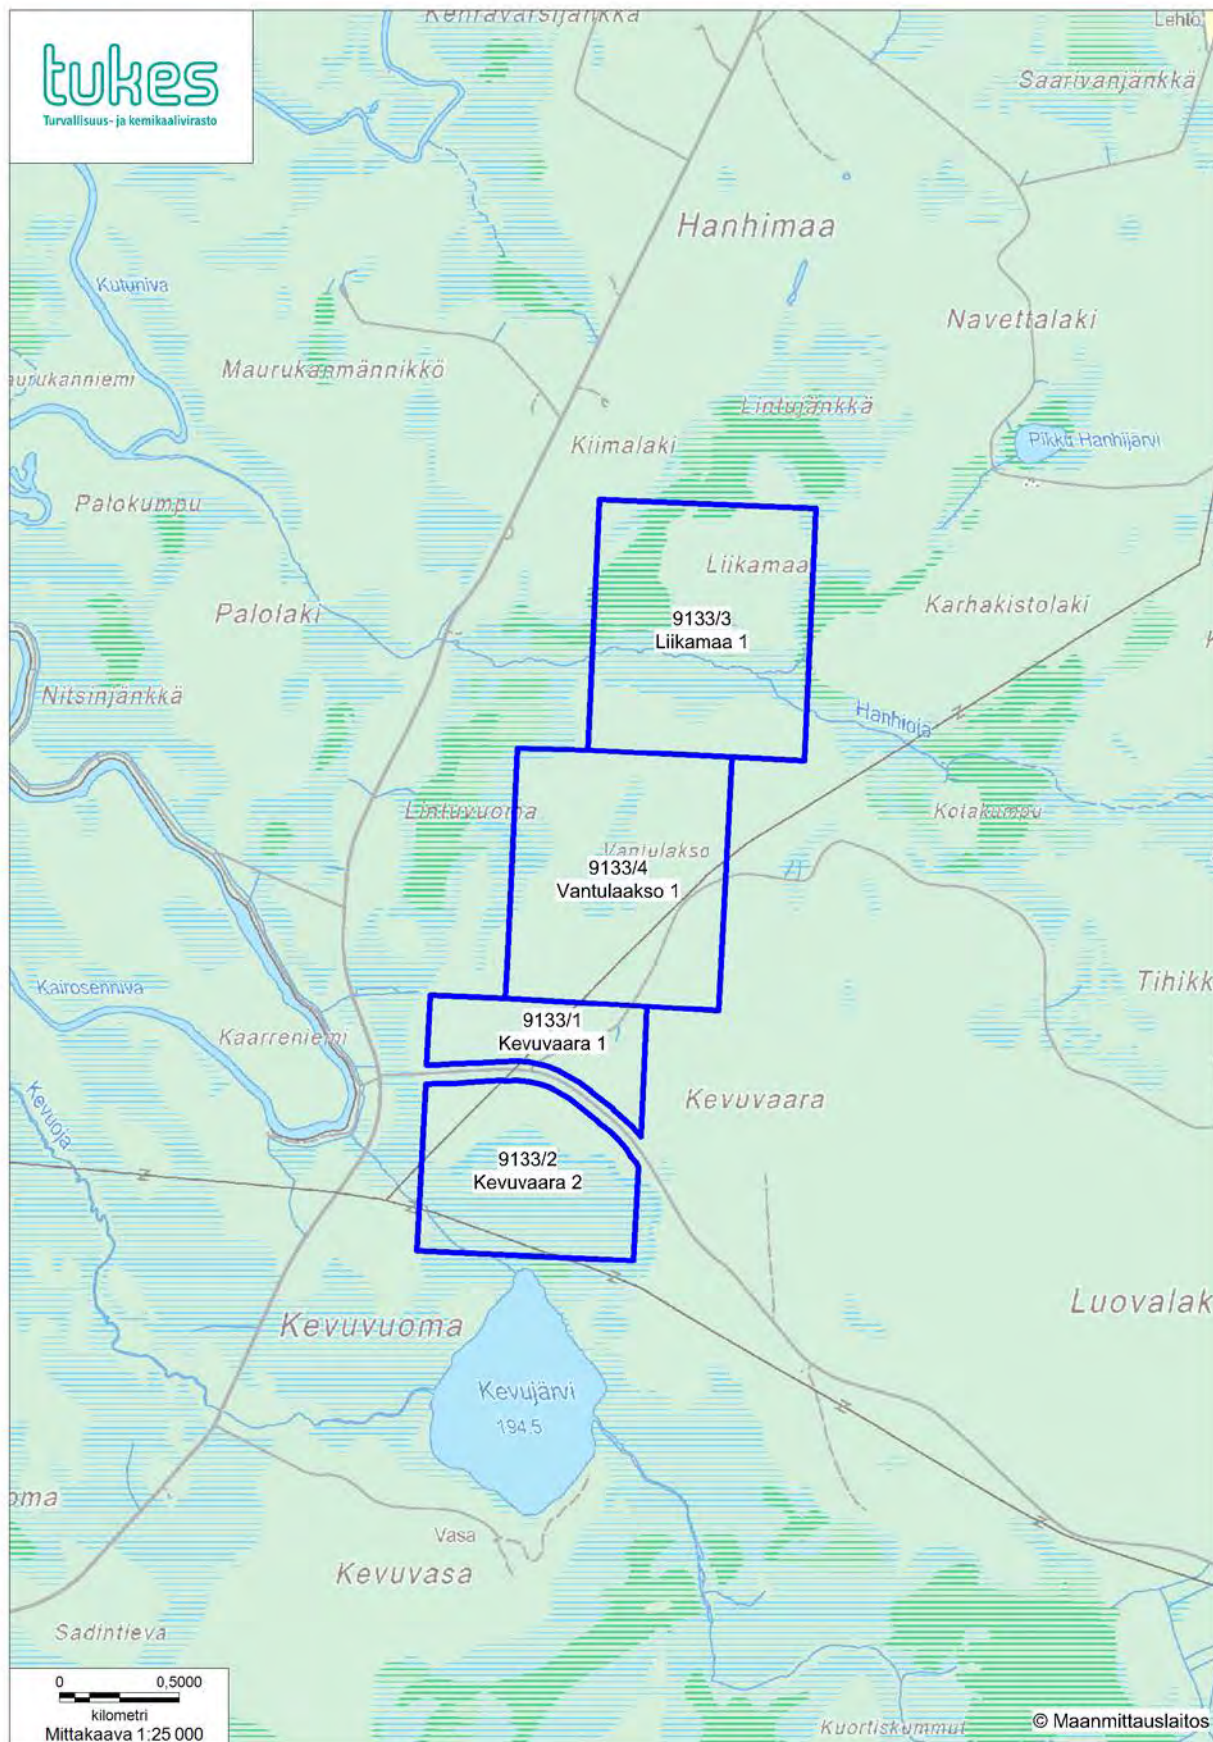 tukes
Turvallisuus- ja kemikaalivirasto
Lehto
Saarivanjänkkä
Hanhimaa
Kutuniva
Navettalaki
Maurukanmännikkö
aurukanniemi
Lintujänkkä
Kiimalaki
Pikku Hanhijärvi
Palokumpu
Liikamaa
Palolaki
Karhakistolaki
9133/3
Liikamaa 1
Nitsinjänkkä
Hanhioja
Lintuvuoma
Kotakumpu
Vantulakso
9133/4
Vantulaakso 1
Tihikk
Kairosenniva
9133/1
Kevuvaara 1
Kaarreniemi
Kevuoja
Kevuvaara
9133/2
Kevuvaara 2
Luovalak
Kevuvuoma
Kevujärvi
194.5
oma
Vasa
Kevuvasa
Sadintieva
0 0,5000
kilometri
Mittakaava 1:25 000
Kuortiskummut
© Maanmittauslaitos